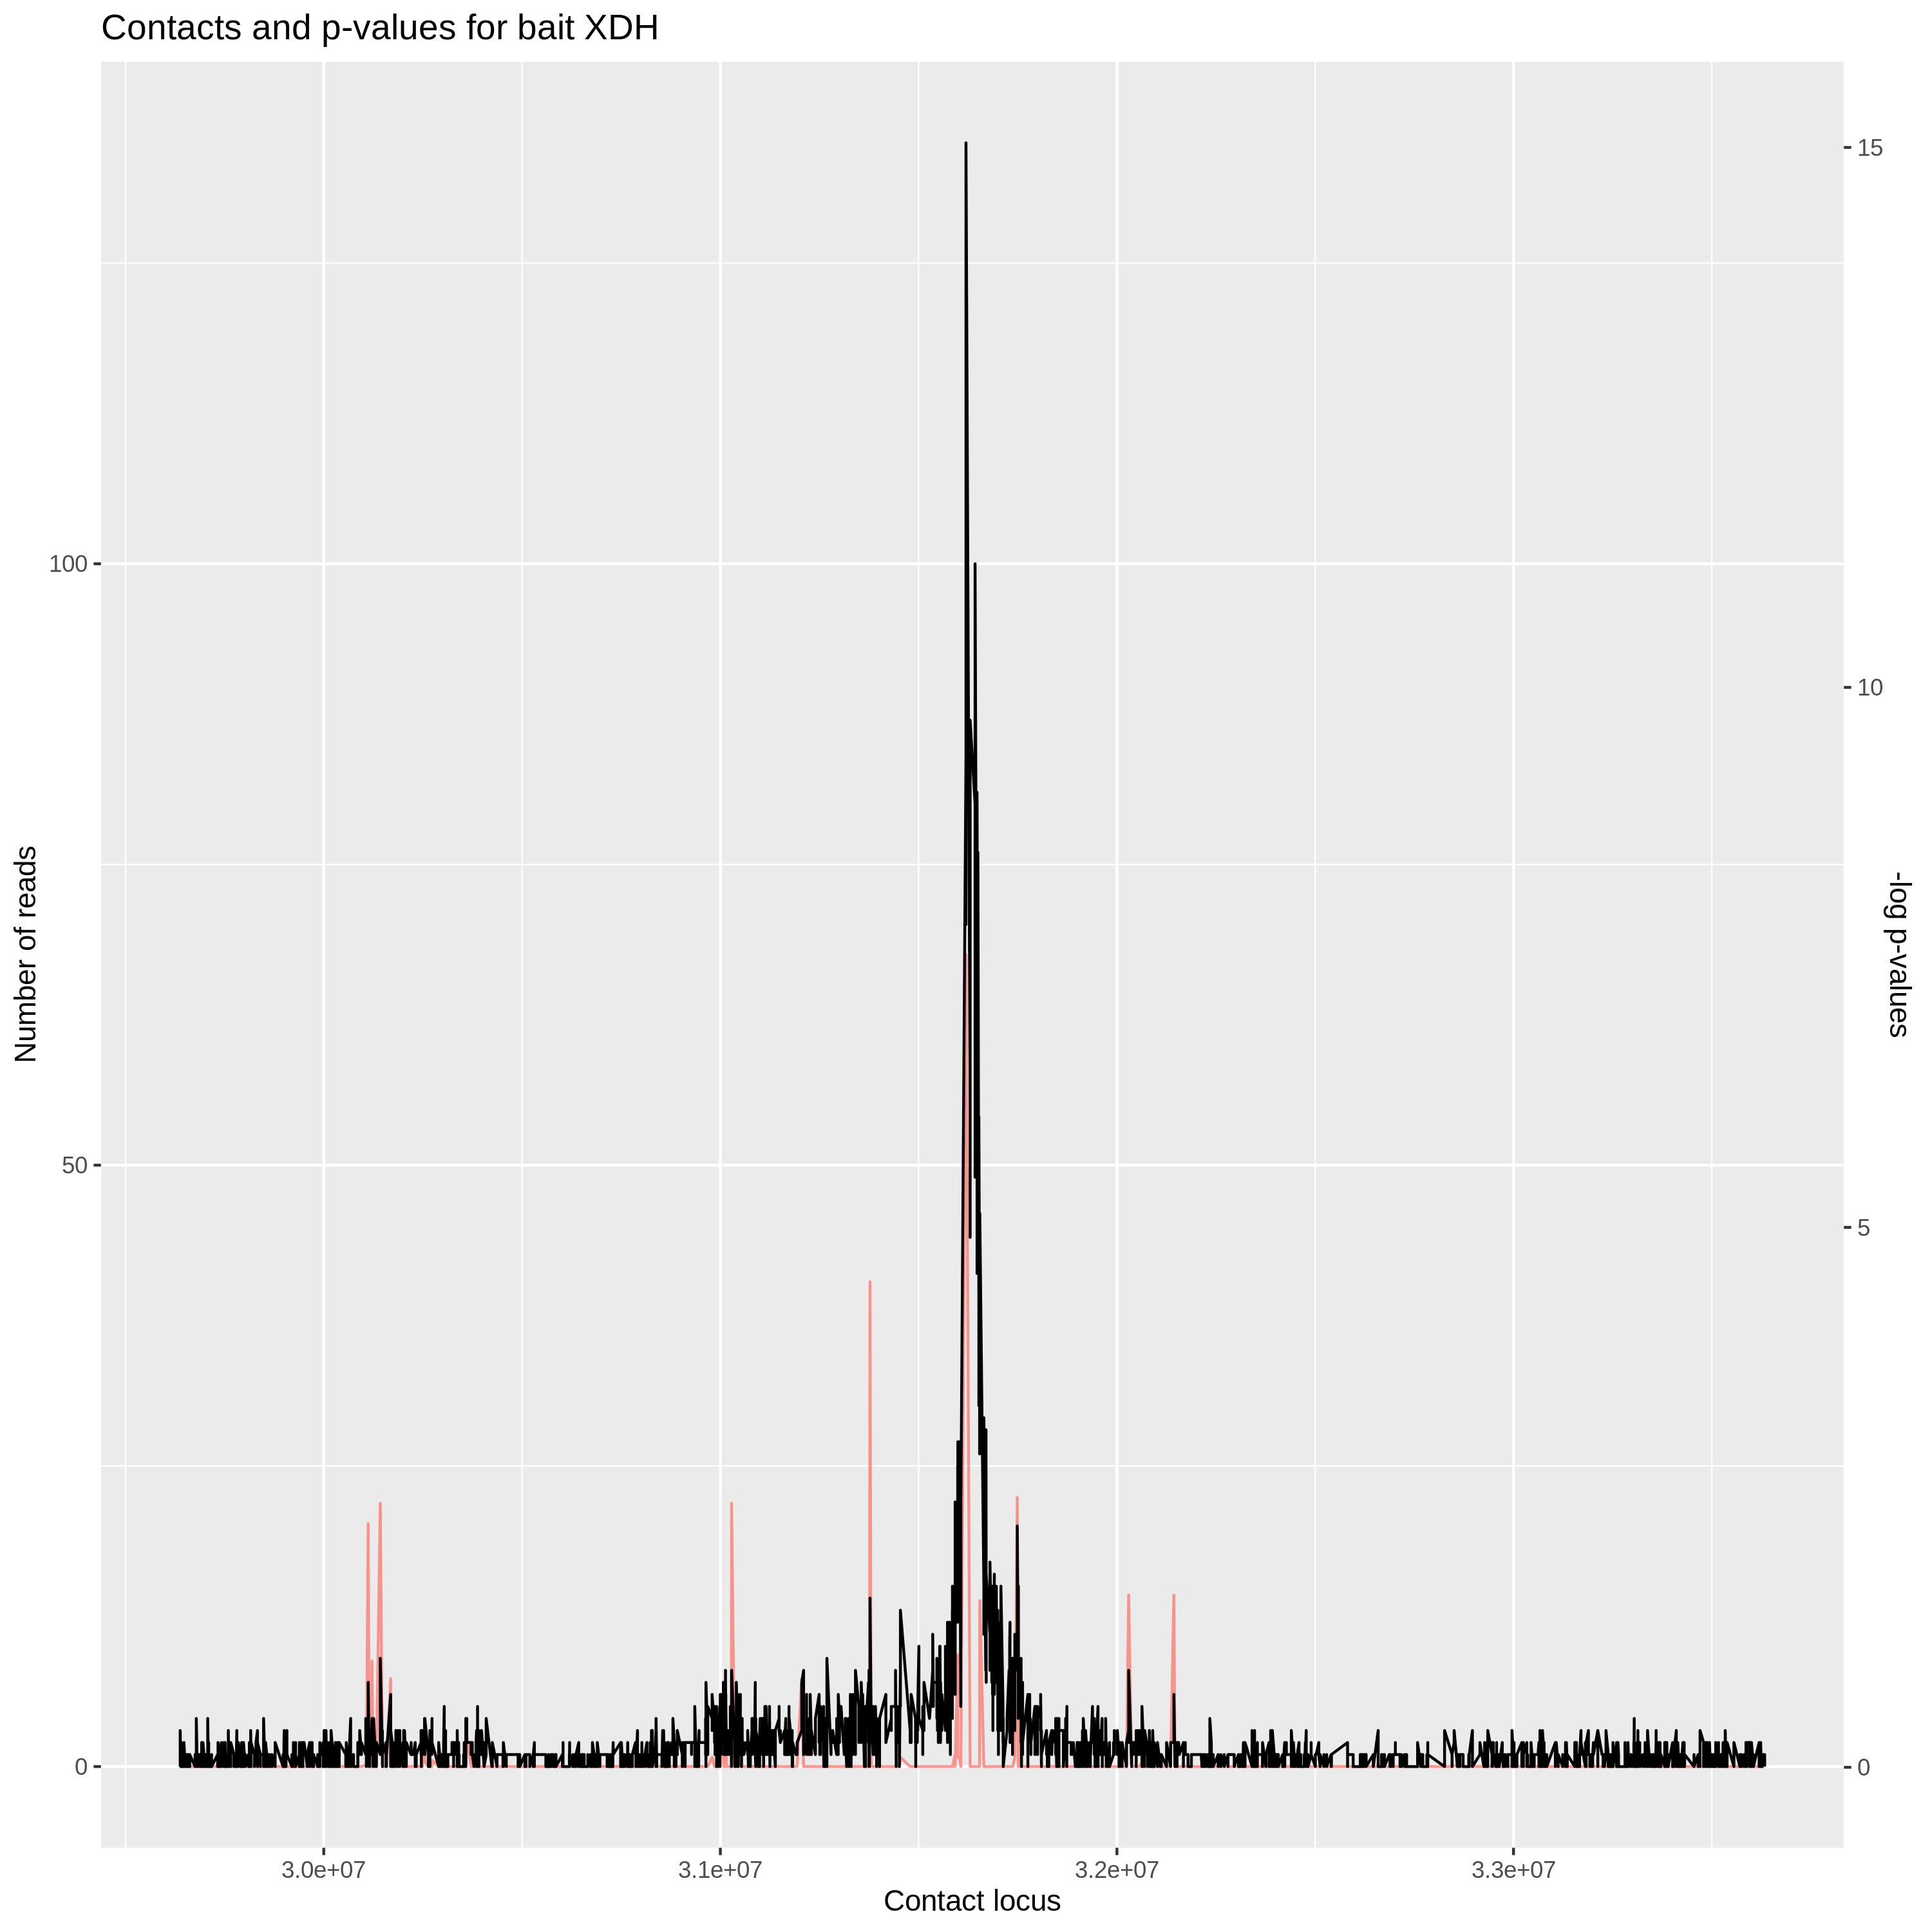 Contacts and p-values for bait XDH
15
100
10
Number of reads
-log p-values
50
5
0
0
3.0e+07
3.1e+07
3.2e+07
3.3e+07
Contact locus